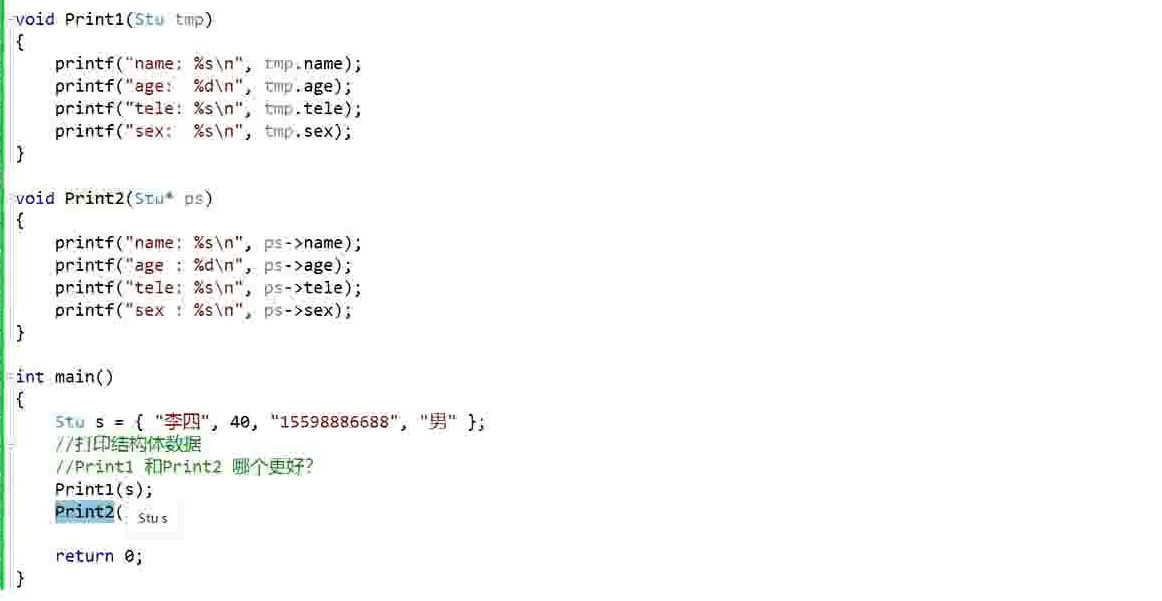 void Print1(Stu tmp)
{
    printf("name: %s\n", tmp.name);
    printf("age:  %d\n", tmp.age);
    printf("tele: %s\n", tmp.tele);
    printf("sex:  %s\n", tmp.sex);
}
void Print2(Stu* ps)
{
    printf("name: %s\n", ps->name);
    printf("age : %d\n", ps->age);
    printf("tele: %s\n", ps->tele);
    printf("sex : %s\n", ps->sex);
}
int main()
{
    Stu s = { "李四", 40, "15598886688", "男" };
    //打印结构体数据
    //Print1 和Print2 哪个更好?
    Print1(s);
    Print2(
Stu s
    return 0;
}